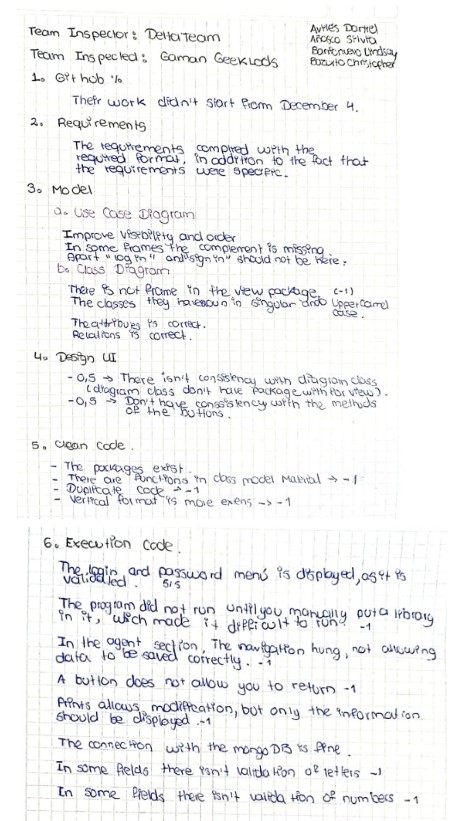 Team Inspector: DeltaTeam
Aviles Daniel
Arosco Silvia
Team Inspected: Gaman GeekLods
Bartonuevo Lindsay
Christopher
1. Git hub %
Their work didn't start from December 4.
2. Requirements
The requirements complied with the
required format, in addition to the fact that
the requirements were specific.
3. Model
a. Use Case Diagram
Improve visibility and order
In some frames the complement is missing
Apart "log in" and "sign in" should not be here.
b. Class Diagram
There is not frame in the view package (-1)
The classes they have noun in singular and UpperCamel
case.
The attribues is correct.
Relations is correct.
4. Design UI
-0,5 → There isn't consistency with diagram class
(diagram class don't have package with for view).
-0,5 → Don't have consistency with the methods
of the buttons.
5. Clean Code.
- The packages exist.
- There are functions in class model Material → -1
- Duplicate code → -1
- Vertical format is more exens → -1
6. Execution Code.
The login and password menú is displayed, as it is
validated. 5/5
The program did not run until you manually put a library
in it, wich made it difficult to run. -1
In the agent section, The navigation hung, not allowing
data to be saved correctly. -1
A button does not allow you to return -1
Prints allows modification, but only the information
should be displayed -1
The connection with the mongo DB is fine.
In some fields there isn't validation of letters -1
In some fields there isn't validation of numbers -1